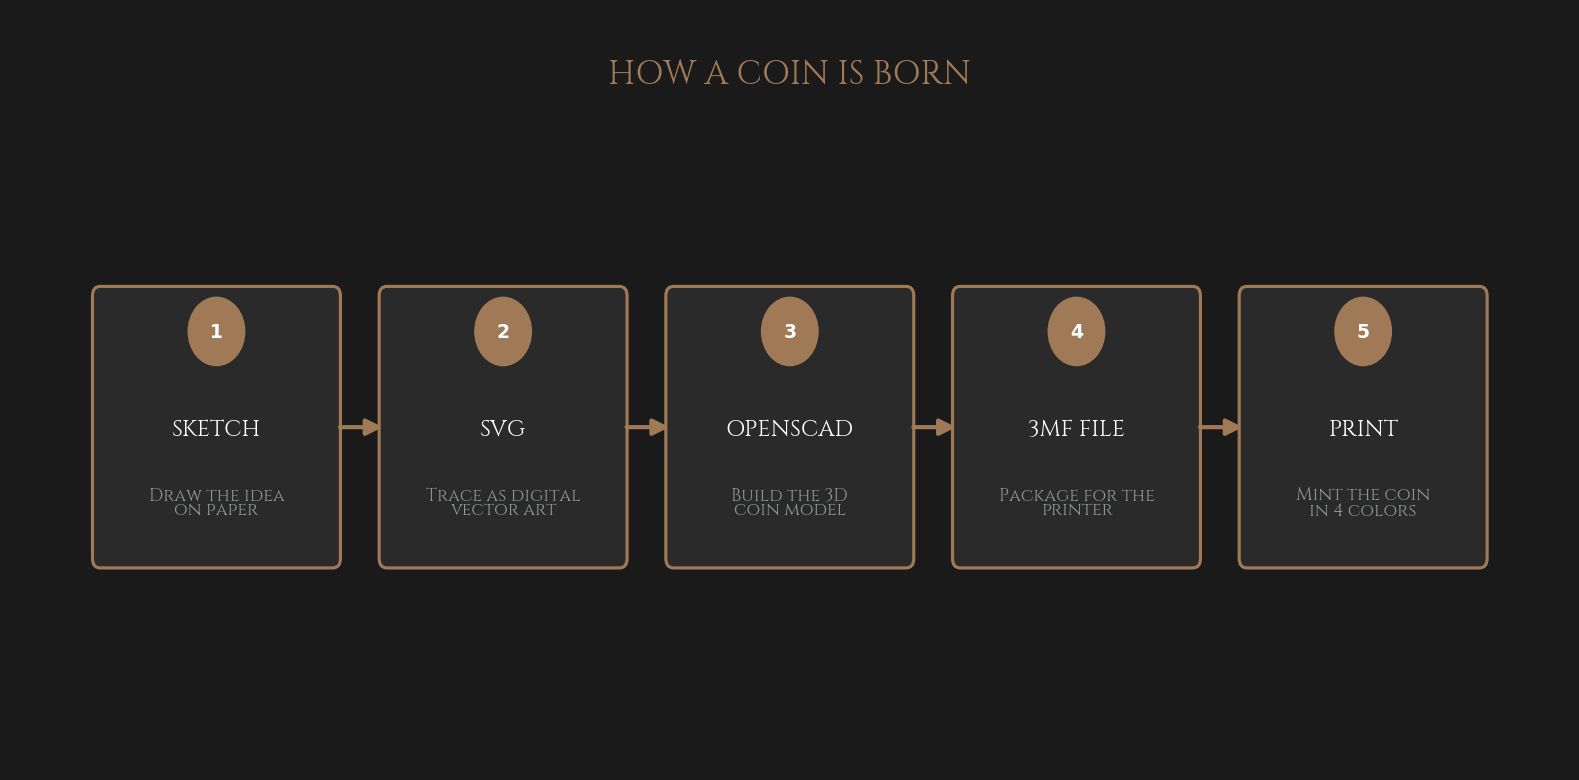 HOW A COIN IS BORN
1
SKETCH
Draw the idea
on paper
2
SVG
Trace as digital
vector art
3
OPENSCAD
Build the 3D
coin model
4
3MF FILE
Package for the
printer
5
PRINT
Mint the coin
in 4 colors